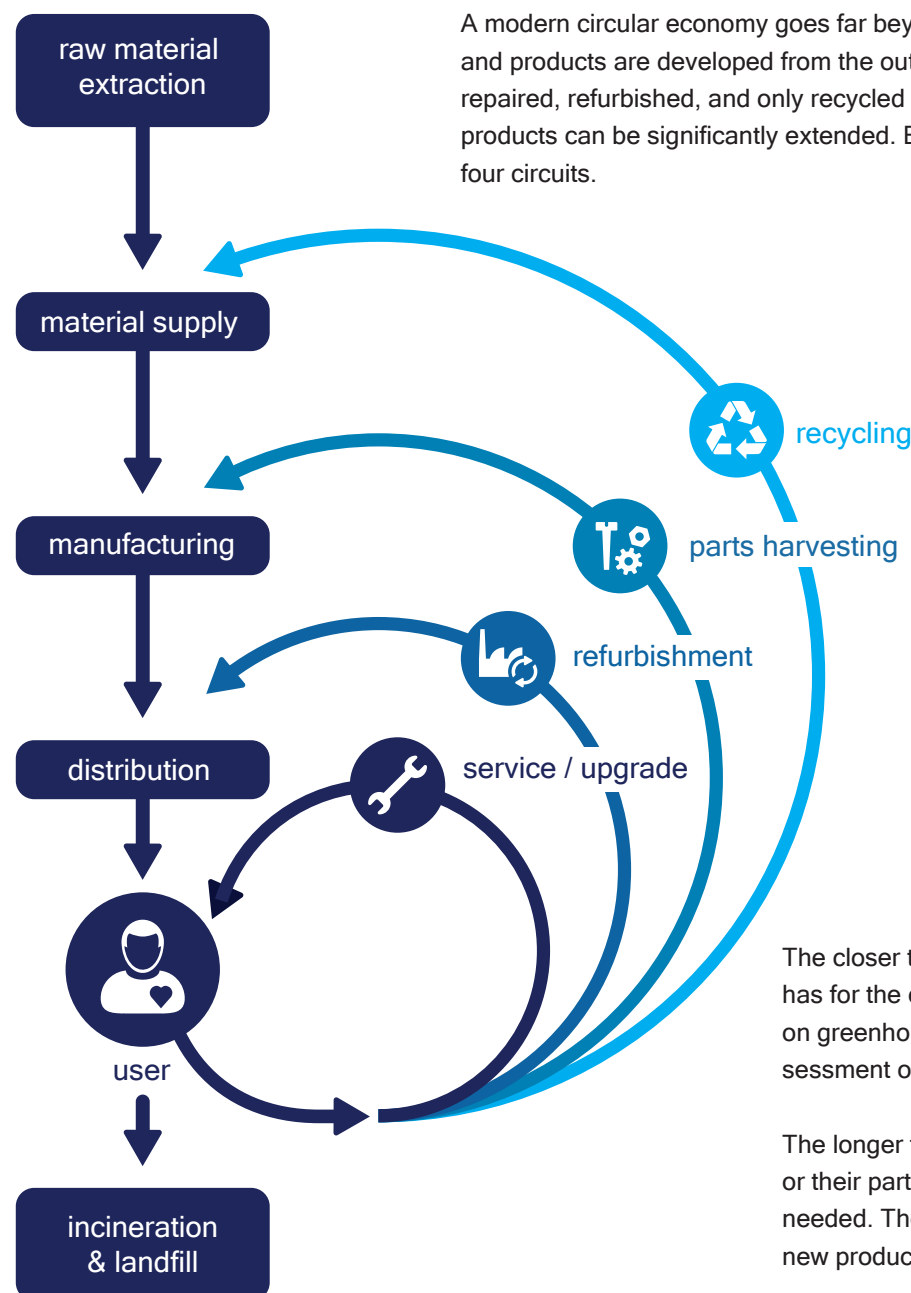 raw material
extraction
A modern circular economy goes far bey
and products are developed from the out
repaired, refurbished, and only recycled
products can be significantly extended. E
four circuits.
material supply
recycling
manufacturing
parts harvesting
refurbishment
distribution
service / upgrade
user
The closer t
has for the
on greenho
sessment o
The longer
or their part
needed. The
new produc
incineration
& landfill